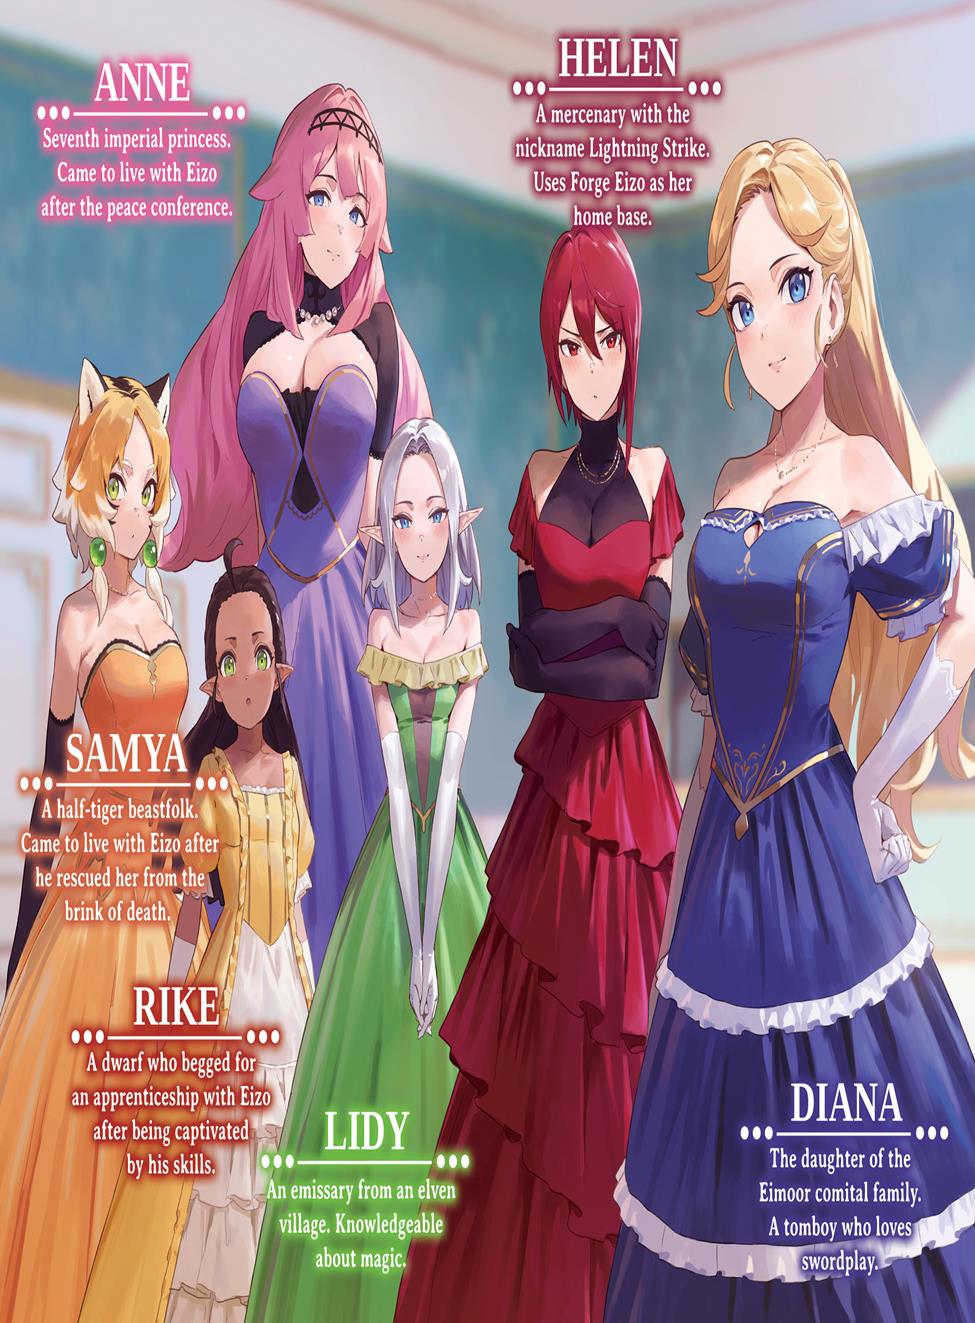 ANNE
Seventh imperial princess.
Came to live with Eizo
after the peace conference.
HELEN
A mercenary with the
nickname Lightning Strike.
Uses Forge Eizo as her
home base.
SAMYA
A half-tiger beastfolk.
Came to live with Eizo after
he rescued her from the
brink of death.
RIKE
A dwarf who begged for
an apprenticeship with Eizo
after being captivated
by his skills.
LIDY
An emissary from an elven
village. Knowledgeable
about magic.
DIANA
The daughter of the
Eimoor comital family.
A tomboy who loves
swordplay.